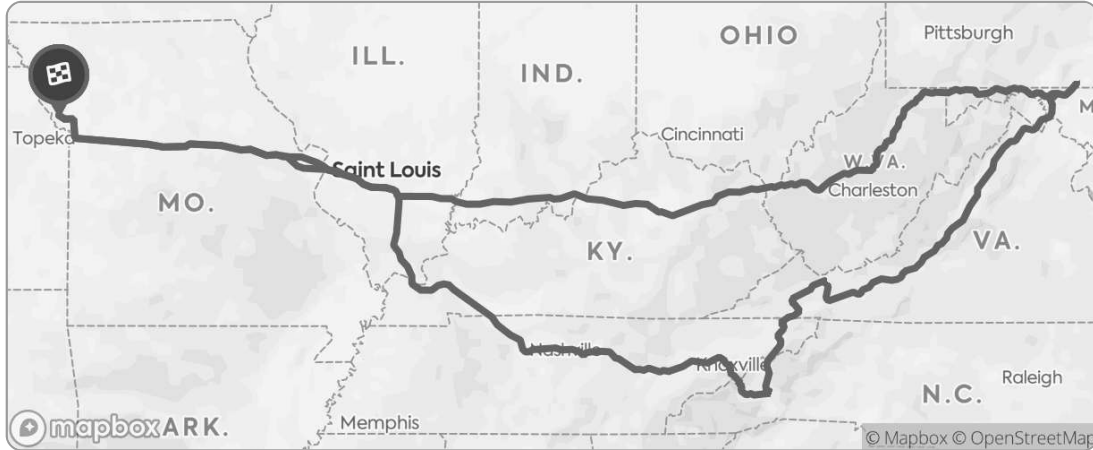 Pittsburgh
OHIO
ILL.
IND.
M
Topeka
Cincinnati
Saint Louis
W. VA.
Charleston
MO.
KY.
VA.
Nashville
Knoxville
Raleigh
N.C.
Memphis
mapbox
ARK.
© Mapbox © OpenStreetMap